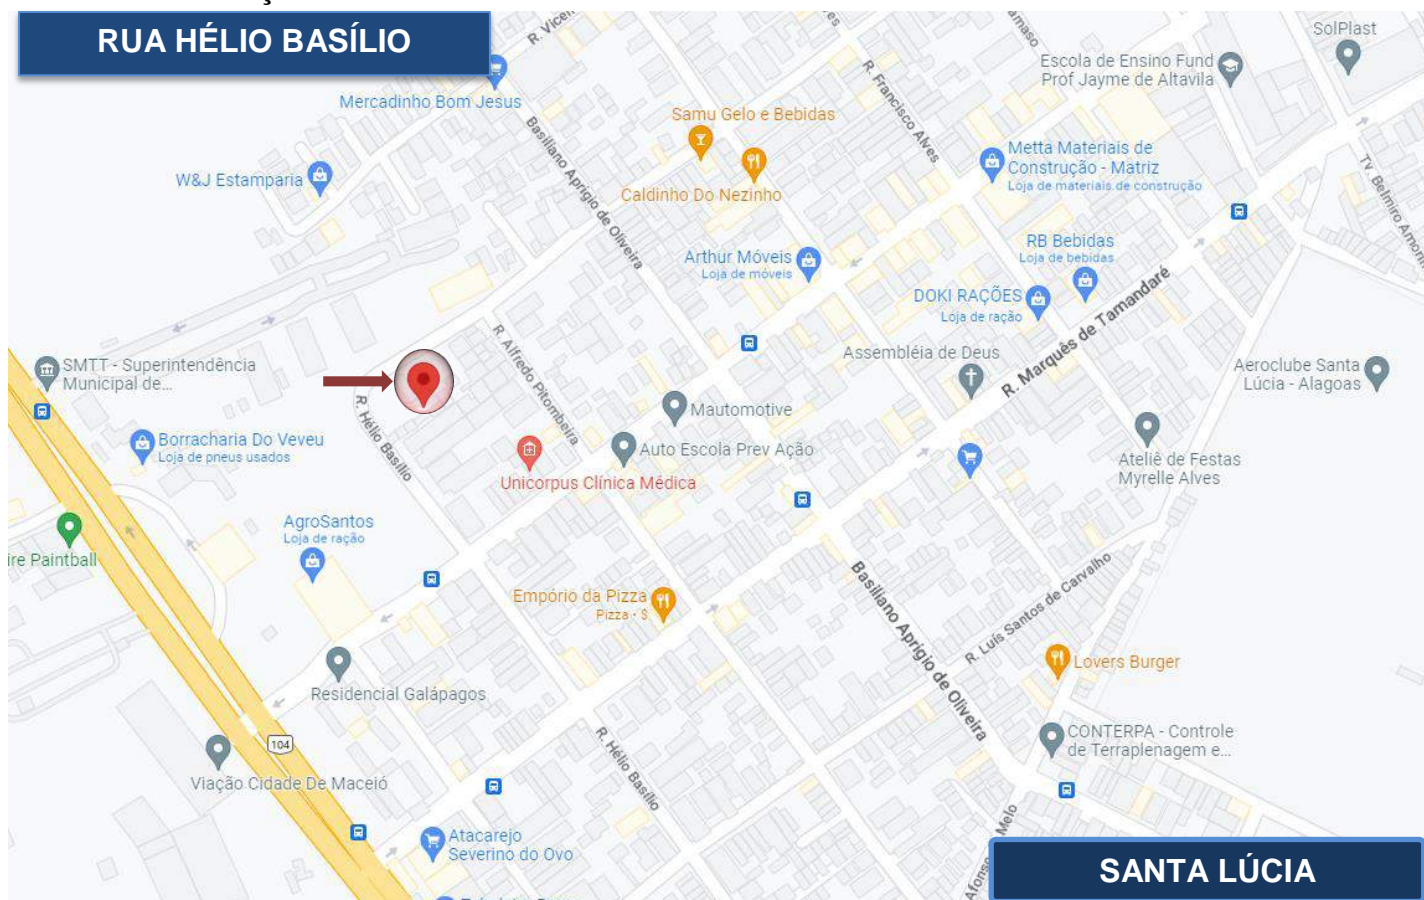 RUA HÉLIO BASÍLIO
SolPlast
Escola de Ensino Fund
Prof Jayme de Altavila
R. Francisco Alves
Mercadinho Bom Jesus
Samu Gelo e Bebidas
Basiliano Aprígio de Oliveira
Metta Materiais de
Construção - Matriz
Loja de materiais de construção
W&J Estamparia
Caldinho Do Nezinho
RB Bebidas
Loja de bebidas
Arthur Móveis
Loja de móveis
DOKI RAÇÕES
Loja de ração
R. Marquês de Tamandaré
R. Alfredo Pitombeira
Assembléia de Deus
SMTT - Superintendência
Municipal de...
Aeroclube Santa
Lúcia - Alagoas
R. Hélio Basílio
Mautomotive
Borracharia Do Veveu
Loja de pneus usados
Auto Escola Prev Ação
Ateliê de Festas
Myrelle Alves
Unicorpus Clínica Médica
AgroSantos
Loja de ração
ire Paintball
Empório da Pizza
Pizza · $
Basiliano Aprígio de Oliveira
R. Luís Santos de Carvalho
Lovers Burger
Residencial Galápagos
CONTERPA - Controle
de Terraplenagem e...
104
R. Hélio Basílio
Viação Cidade De Maceió
Atacarejo
Severino do Ovo
Melo
SANTA LÚCIA